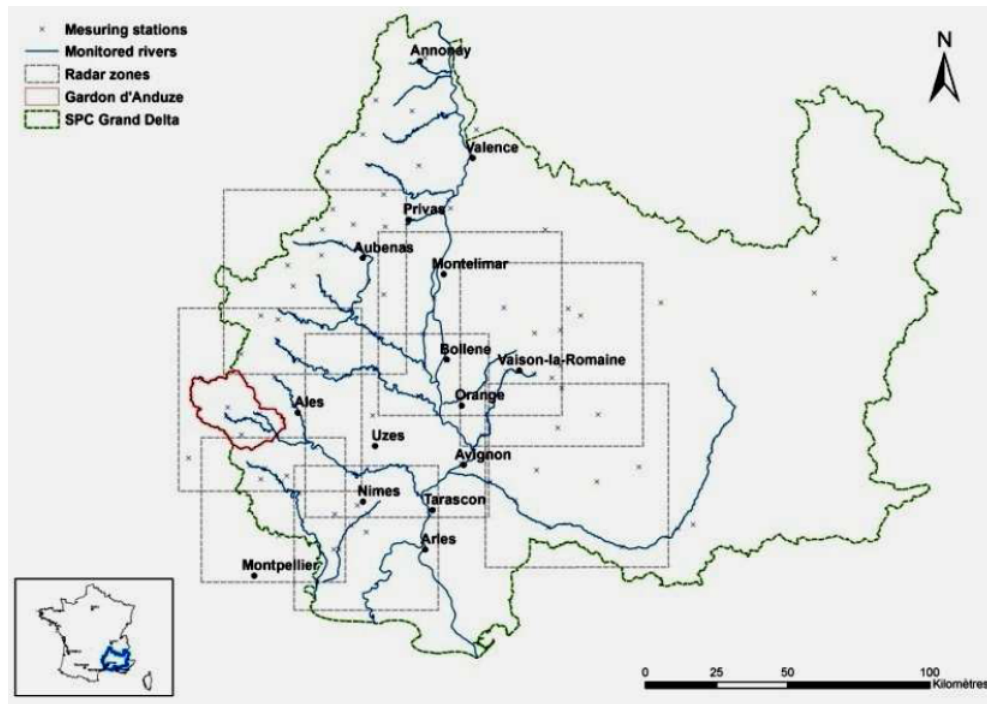 Mesuring stations
Monitored rivers
Radar zones
Gardon d'Anduze
SPC Grand Delta
N
Annonay
Valence
Privas
Aubenas
Montelimar
Bollene
Vaison-la-Romaine
Orange
Ales
Uzes
Avignon
Nimes
Tarascon
Arles
Montpellier
0 25 50 100
Kilomètres